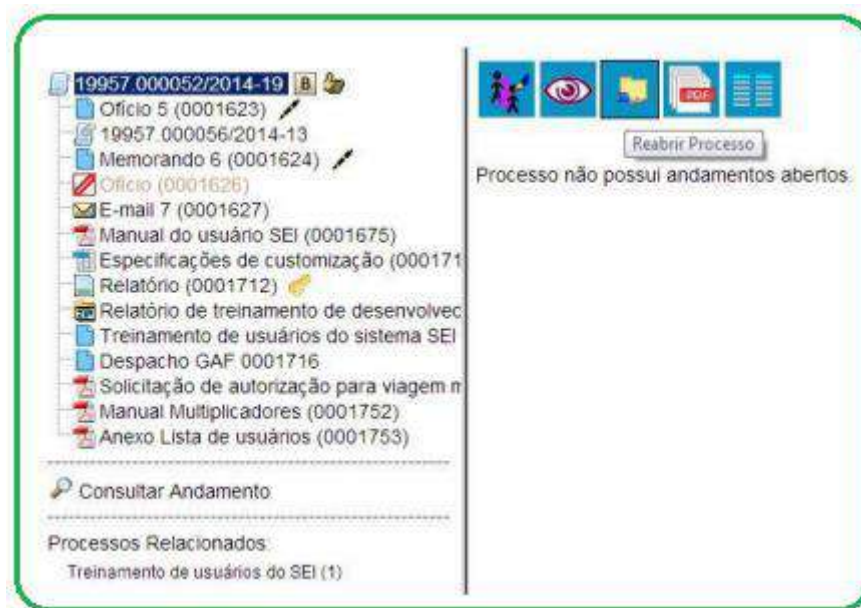 19957.000052/2014-19 B
Ofício 5 (0001623)
19957.000056/2014-13
Memorando 6 (0001624)
Ofício (0001626)
E-mail 7 (0001627)
Manual do usuário SEI (0001675)
Especificações de customização (000171
Relatório (0001712)
Relatório de treinamento de desenvolvec
Treinamento de usuários do sistema SEI
Despacho GAF 0001716
Solicitação de autorização para viagem m
Manual Multiplicadores (0001752)
Anexo Lista de usuários (0001753)
Consultar Andamento
Processos Relacionados:
Treinamento de usuários do SEI (1)
PDF
Reabrir Processo
Processo não possui andamentos abertos.